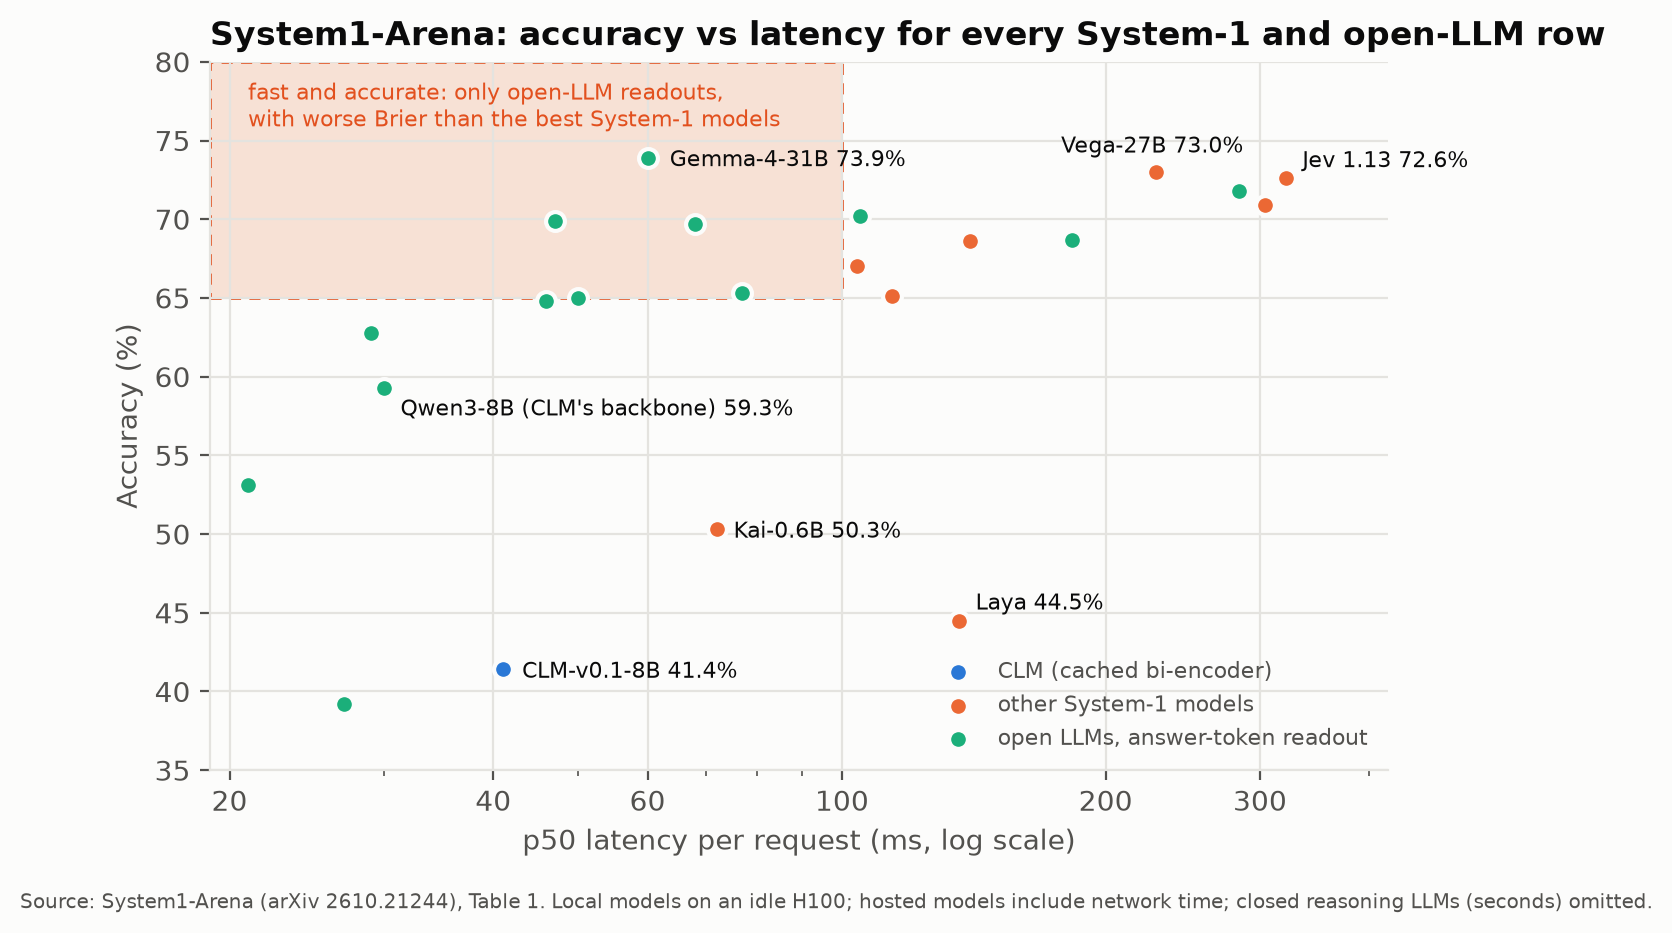 System1-Arena: accuracy vs latency for every System-1 and open-LLM row
80
75
70
65
60
55
50
45
40
35
Accuracy (%)
fast and accurate: only open-LLM readouts,
with worse Brier than the best System-1 models
Gemma-4-31B 73.9%
Vega-27B 73.0%
Jev 1.13 72.6%
Qwen3-8B (CLM's backbone) 59.3%
Kai-0.6B 50.3%
Laya 44.5%
CLM-v0.1-8B 41.4%
CLM (cached bi-encoder)
other System-1 models
open LLMs, answer-token readout
20 40 60 100 200 300
p50 latency per request (ms, log scale)
Source: System1-Arena (arXiv 2610.21244), Table 1. Local models on an idle H100; hosted models include network time; closed reasoning LLMs (seconds) omitted.